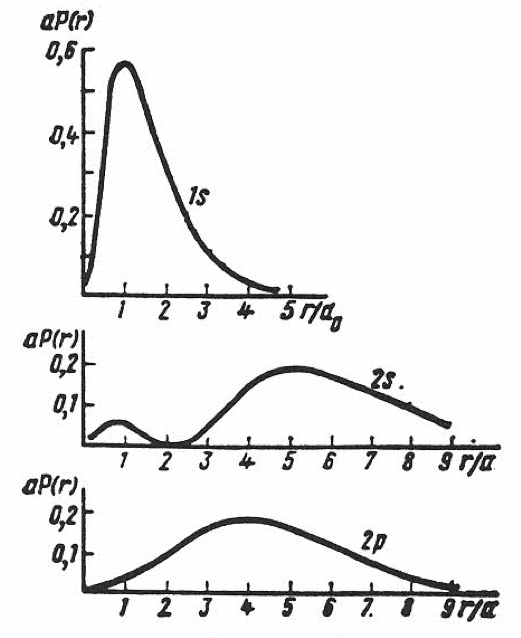 aP(r)
0,6
0,4
0,2
1s
1 2 3 4 5 r/a₀
aP(r)
0,2
0,1
2s.
1 2 3 4 5 6 7 8 9 r/a
aP(r)
0,2
0,1
2p
1 2 3 4 5 6 7. 8 9 r/a